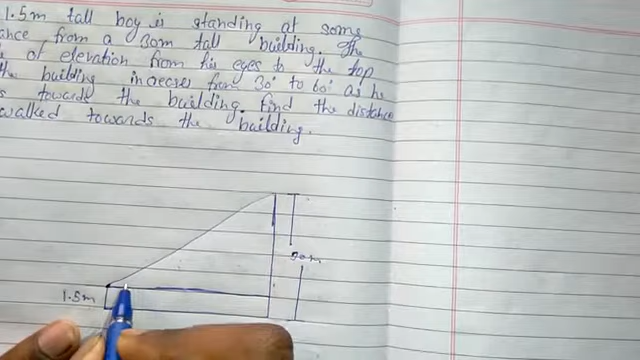 1.5m tall boy is standing at some
ance from a 30m tall building. The
of elevation from his eyes to the top
the building increces from 30° to 60° as he
s towards the building. Find the distance
walked towards the building.
30m
1.5m